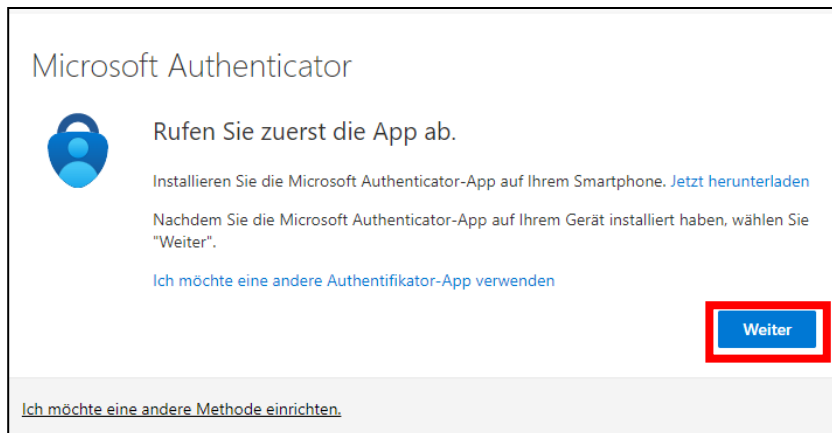 Microsoft Authenticator
Rufen Sie zuerst die App ab.
Installieren Sie die Microsoft Authenticator-App auf Ihrem Smartphone. Jetzt herunterladen
Nachdem Sie die Microsoft Authenticator-App auf Ihrem Gerät installiert haben, wählen Sie
"Weiter".
Ich möchte eine andere Authentifikator-App verwenden
Weiter
Ich möchte eine andere Methode einrichten.